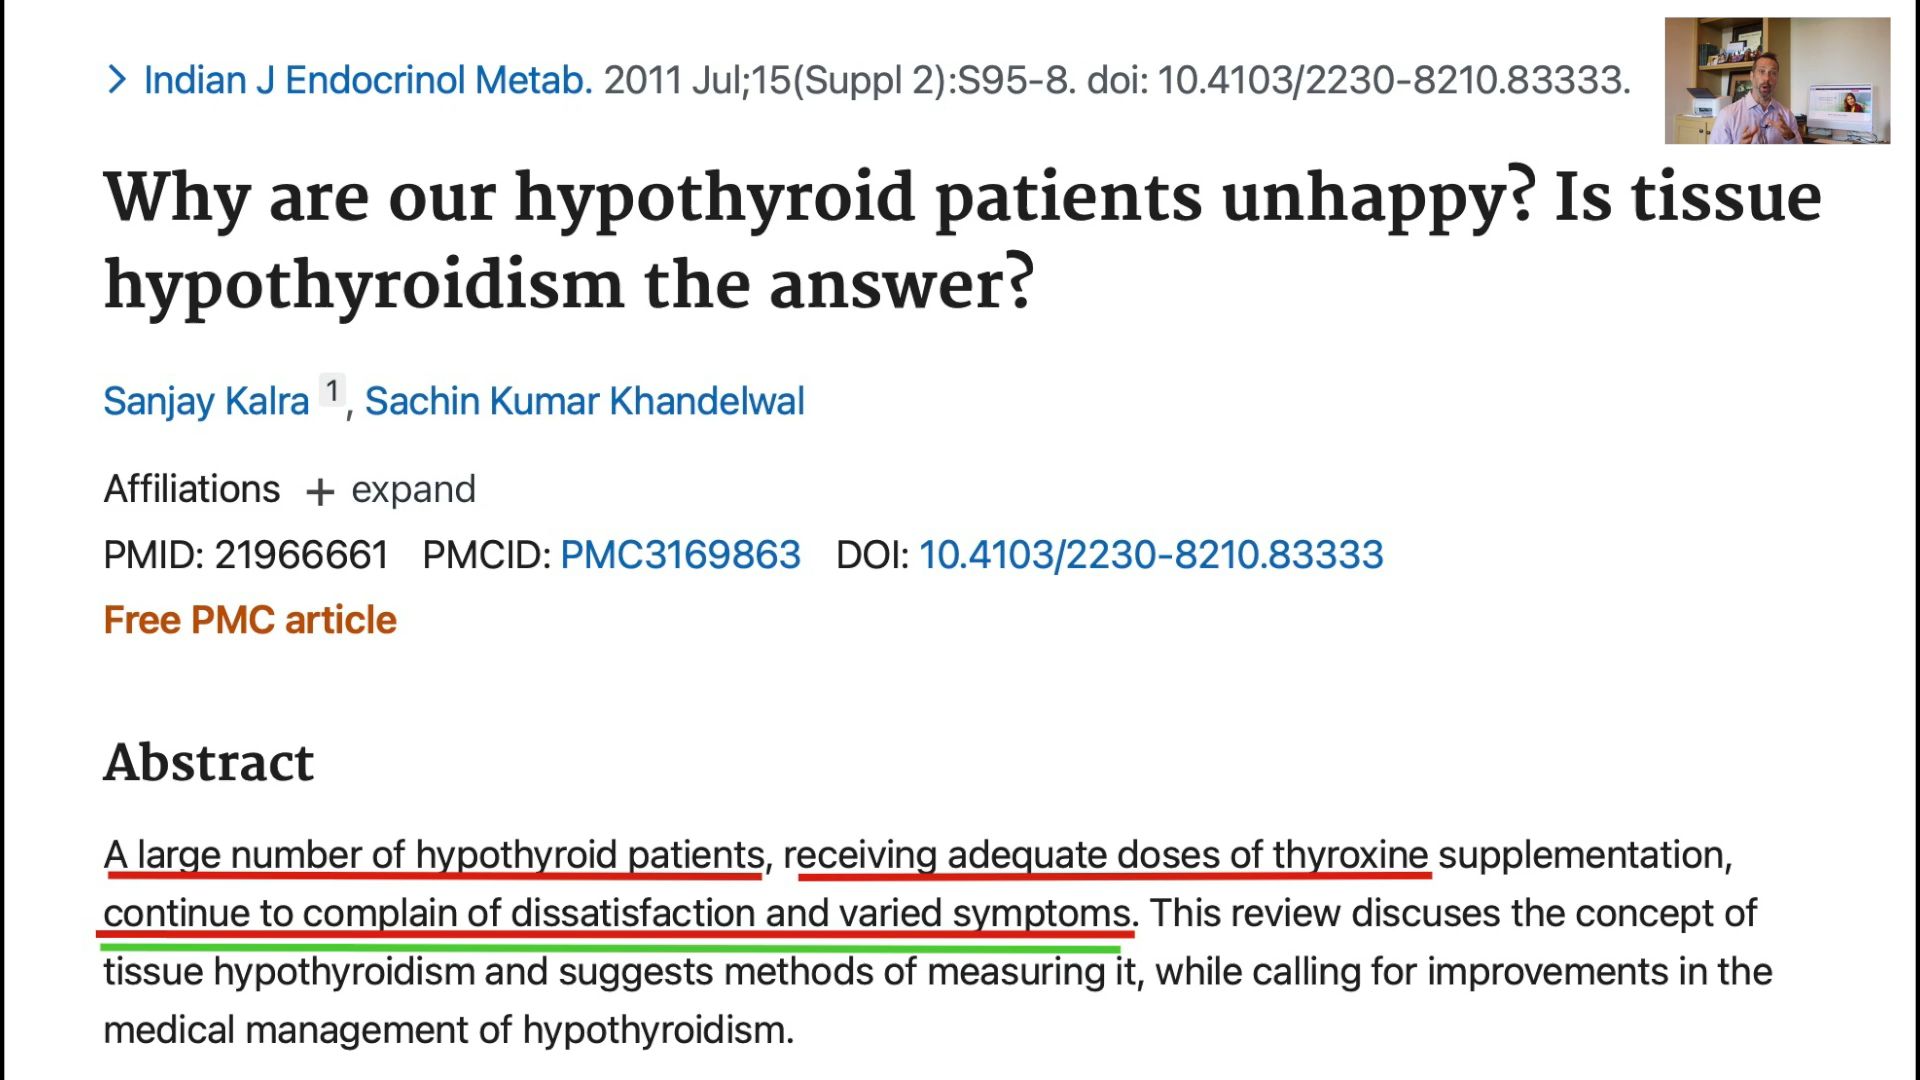 > Indian J Endocrinol Metab. 2011 Jul;15(Suppl 2):S95-8. doi: 10.4103/2230-8210.83333.
Why are our hypothyroid patients unhappy? Is tissue
hypothyroidism the answer?
Sanjay Kalra 1, Sachin Kumar Khandelwal
Affiliations + expand
PMID: 21966661 PMCID: PMC3169863 DOI: 10.4103/2230-8210.83333
Free PMC article
Abstract
A large number of hypothyroid patients, receiving adequate doses of thyroxine supplementation,
continue to complain of dissatisfaction and varied symptoms. This review discuses the concept of
tissue hypothyroidism and suggests methods of measuring it, while calling for improvements in the
medical management of hypothyroidism.